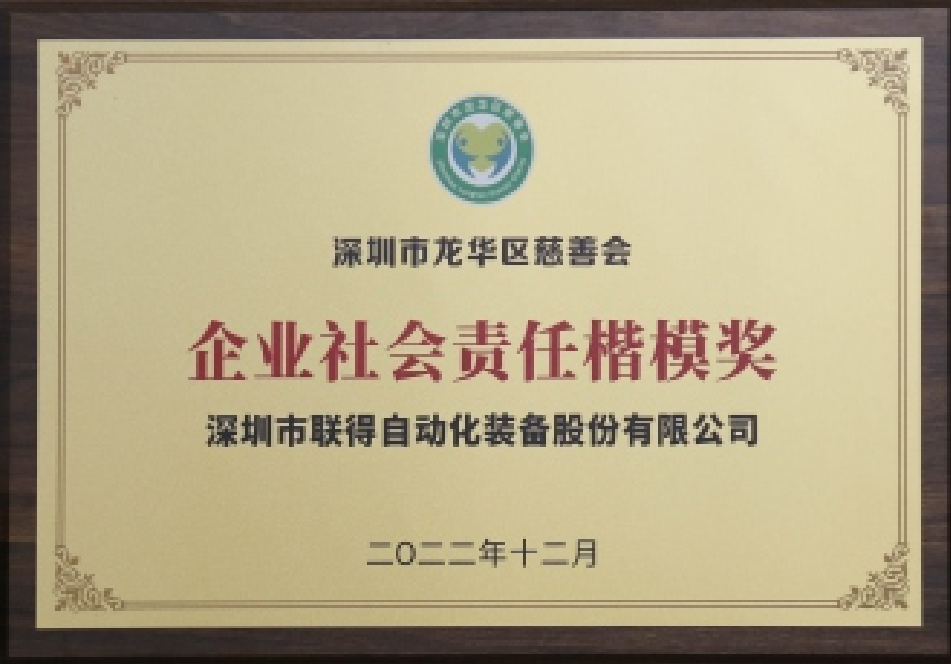 深圳市龙华区慈善会
企业社会责任楷模奖
深圳市联得自动化装备股份有限公司
二〇二二年十二月